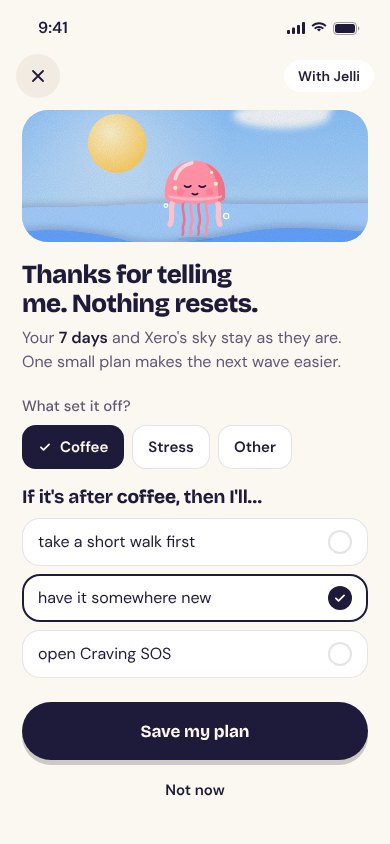 9:41
With Jelli
Thanks for telling
me. Nothing resets.
Your 7 days and Xero's sky stay as they are.
One small plan makes the next wave easier.
What set it off?
Coffee
Stress
Other
If it's after coffee, then I'll...
take a short walk first
have it somewhere new
open Craving SOS
Save my plan
Not now